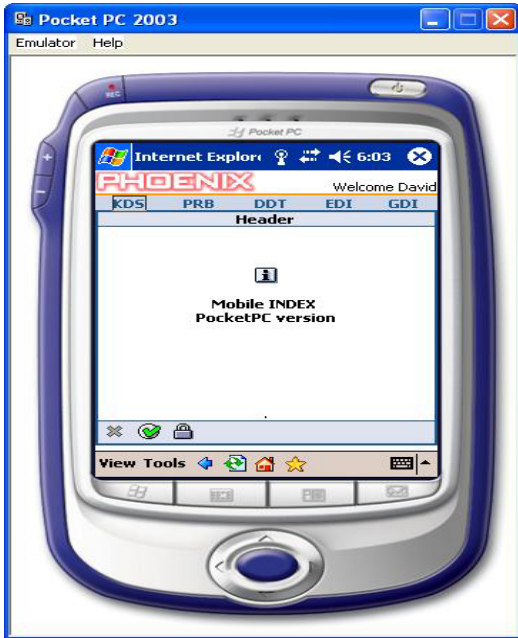 Pocket PC 2003
Emulator Help
REC
Pocket PC
Internet Explor 6:03
PHOENIX
Welcome David
KDS PRB DDT EDI GDI
Header
Mobile INDEX
PocketPC version
.
View Tools